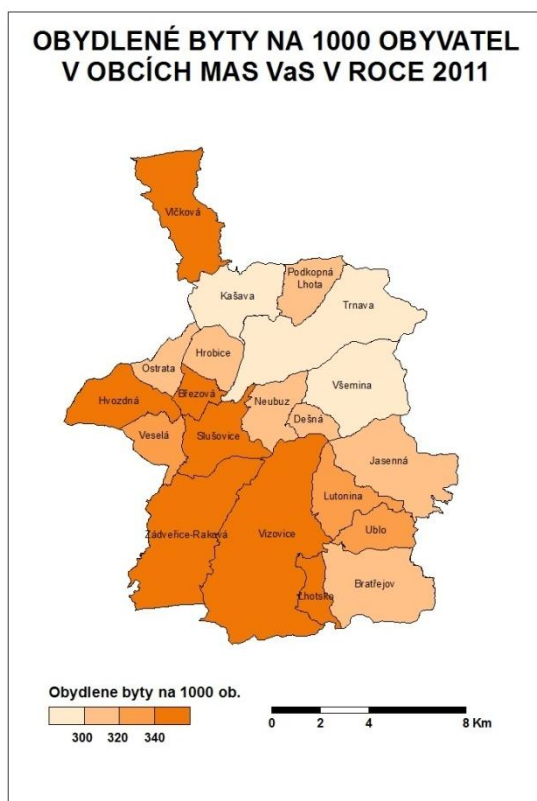 OBYDLENÉ BYTY NA 1000 OBYVATEL
V OBCÍCH MAS VaS V ROCE 2011
Vlčková
Podkopná
Lhota
Kašava
Trnava
Hrobice
Ostrata
Všemina
Březová
Hvozdná
Neubuz
Dešná
Veselá
Slušovice
Jasenná
Lutonina
Zádveřice-Raková
Vizovice
Ublo
Bratřejov
Lhotsko
Obydlene byty na 1000 ob.
300 320 340
0 2 4 8 Km